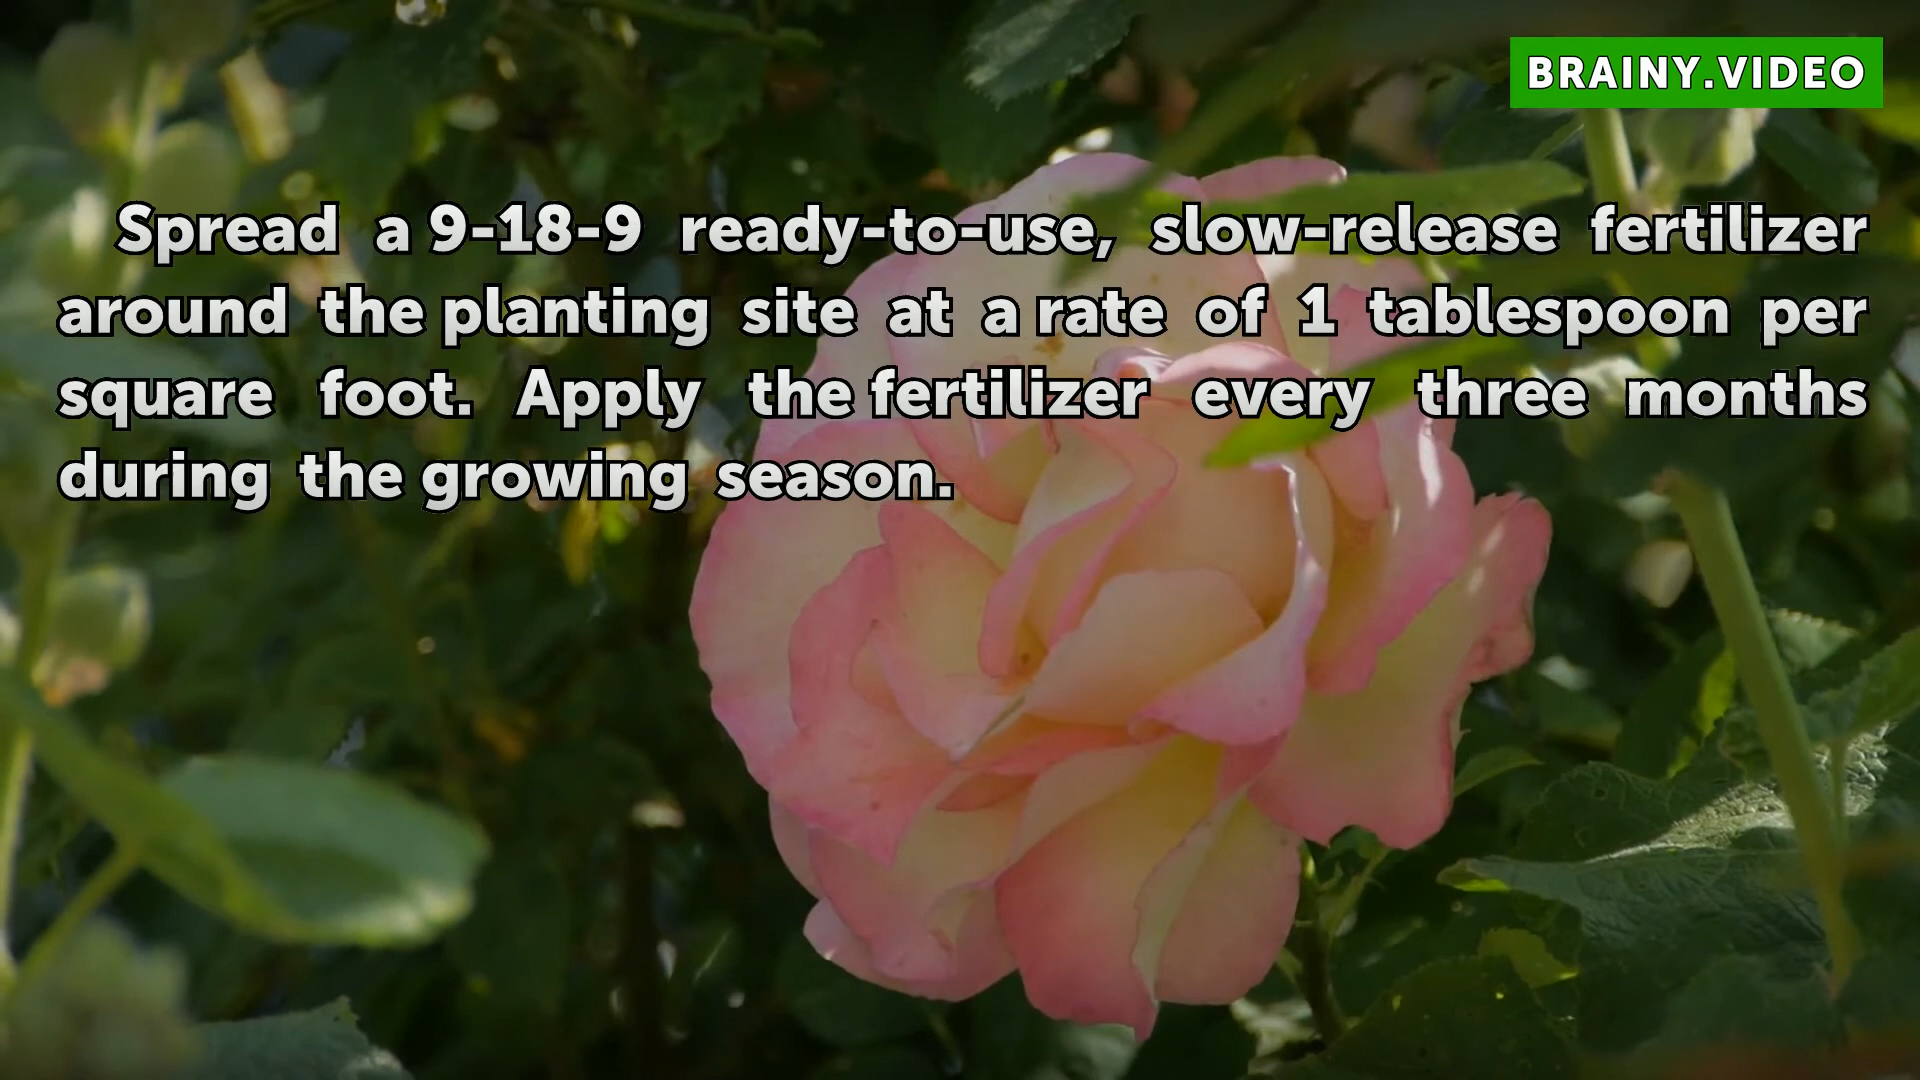 BRAINY.VIDEO
Spread a 9-18-9 ready-to-use, slow-release fertilizer
around the planting site at a rate of 1 tablespoon per
square foot. Apply the fertilizer every three months
during the growing season.